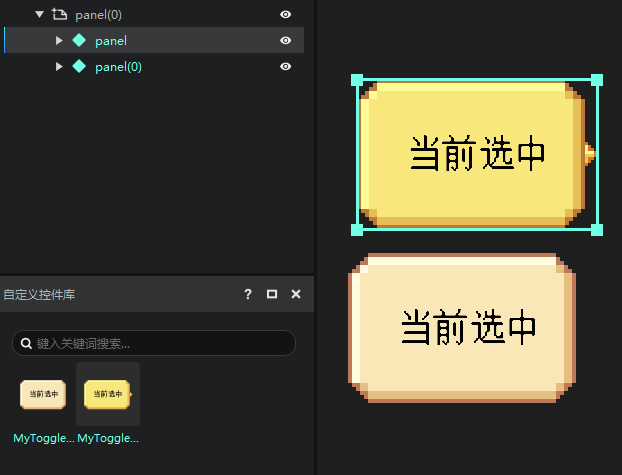 panel(0)
panel
panel(0)
当前选中
当前选中
自定义控件库
?
键入关键词搜索...
当前选中
当前选中
MyToggle...
MyToggle...